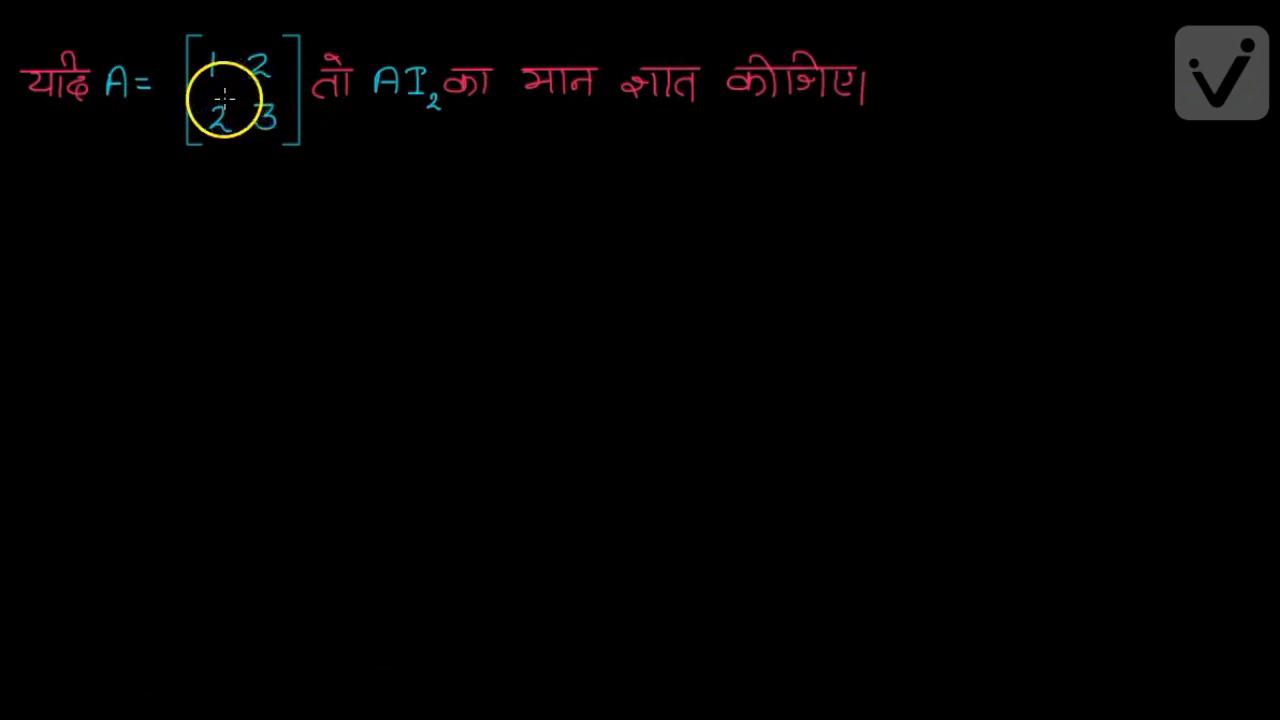 यदि A = [1 2 2 3] तो AI₂ का मान ज्ञात कीजिए।